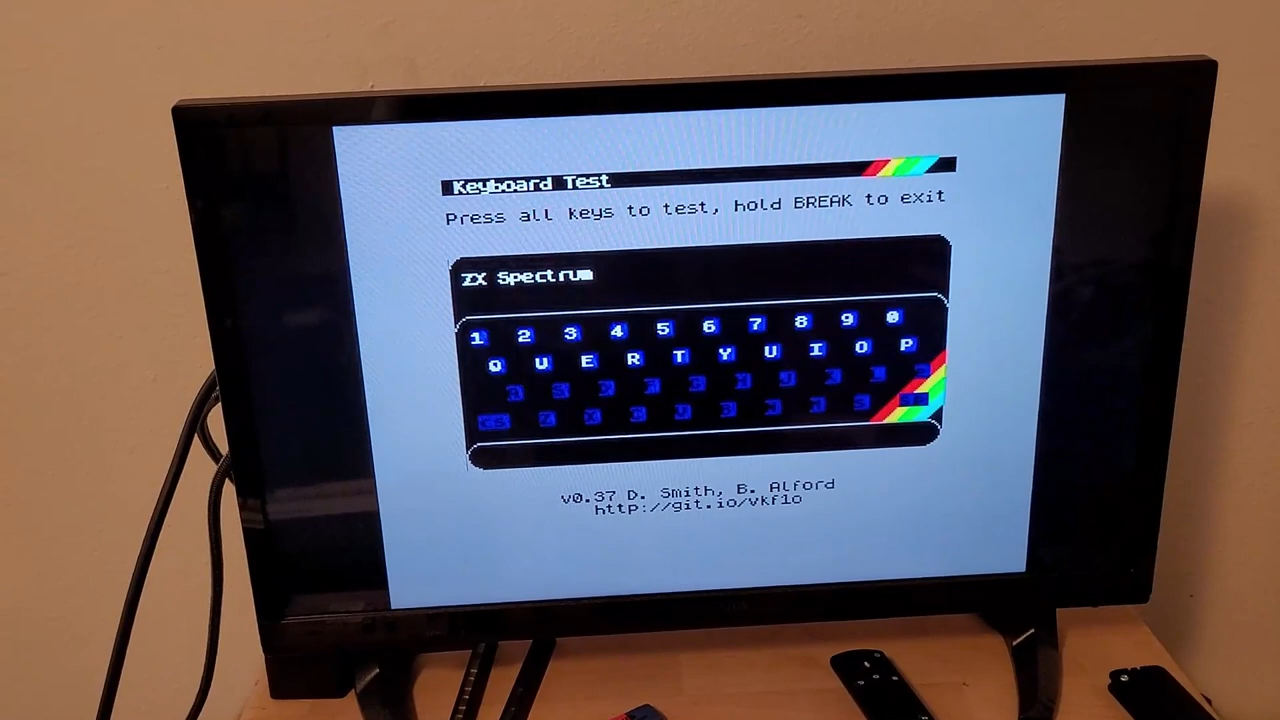 Keyboard Test
Press all keys to test, hold BREAK to exit
ZX Spectrum
1 2 3 4 5 6 7 8 9 0
Q W E R T Y U I O P
CS Z X C V B
v0.37 D. Smith, B. Alford
http://git.io/vkf1o